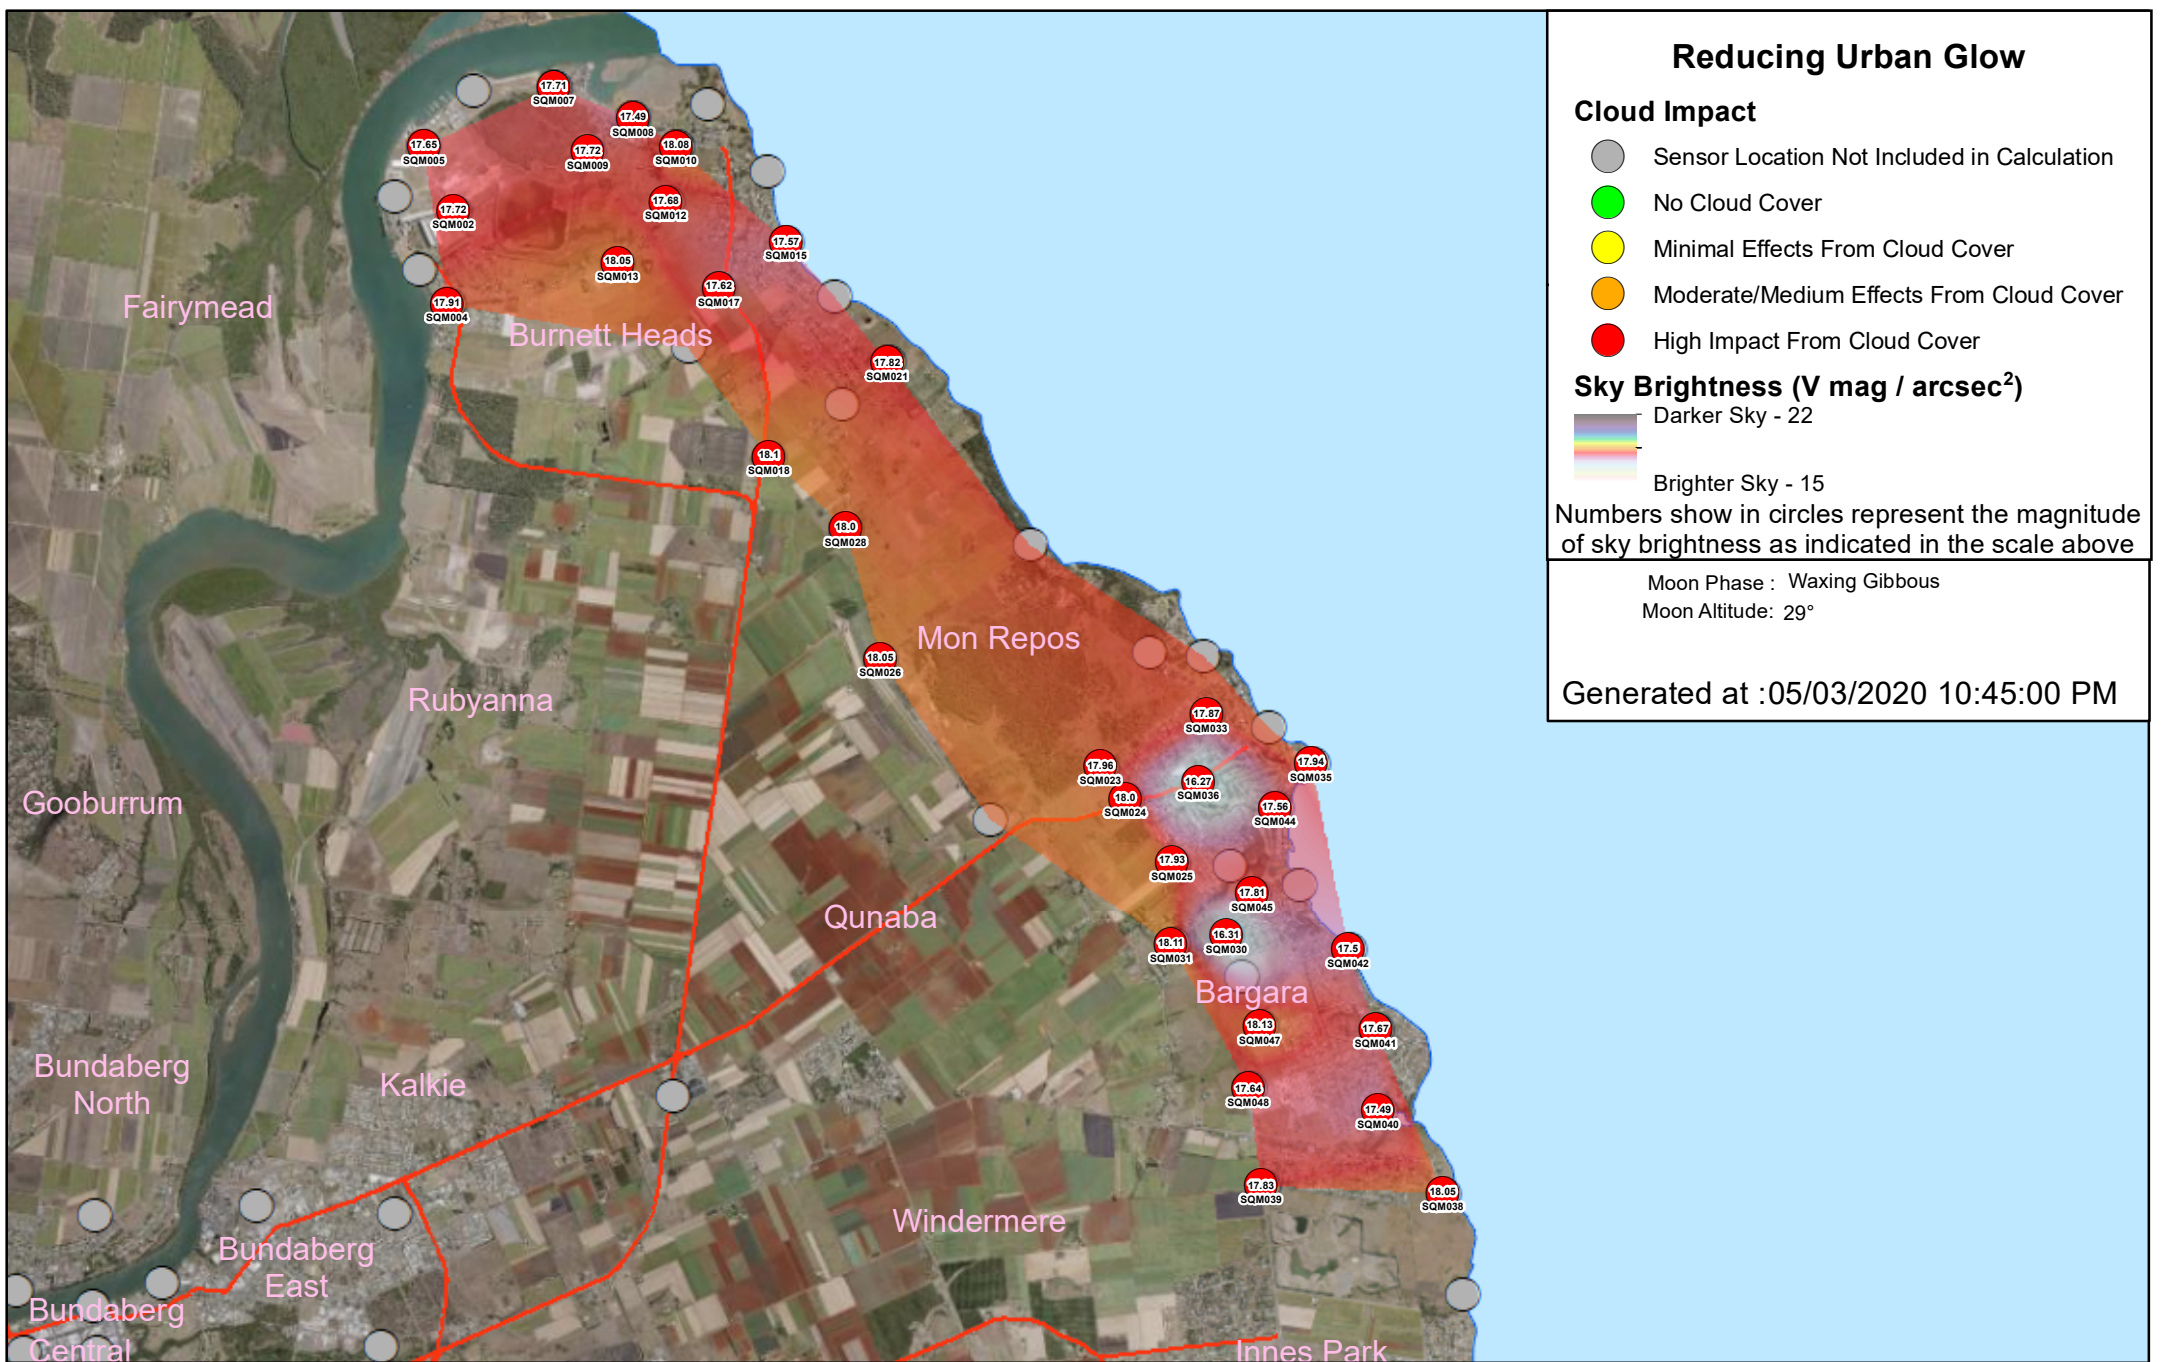 Reducing Urban Glow
Cloud Impact
Sensor Location Not Included in Calculation
No Cloud Cover
Minimal Effects From Cloud Cover
Moderate/Medium Effects From Cloud Cover
High Impact From Cloud Cover
Sky Brightness (V mag / arcsec²)
Darker Sky - 22
Brighter Sky - 15
Numbers show in circles represent the magnitude
of sky brightness as indicated in the scale above
Moon Phase : Waxing Gibbous
Moon Altitude: 29°
Generated at :05/03/2020 10:45:00 PM
17.71
SQM007
17.49
SQM008
17.65
SQM005
17.72
SQM009
18.08
SQM010
17.72
SQM002
17.68
SQM012
17.57
SQM015
18.05
SQM013
17.62
SQM017
17.91
SQM004
Fairymead
Burnett Heads
17.82
SQM021
18.1
SQM018
18.0
SQM028
Mon Repos
18.05
SQM026
Rubyanna
17.87
SQM033
17.96
SQM023
17.94
SQM035
16.27
SQM036
18.0
SQM024
17.56
SQM044
Gooburrum
17.93
SQM025
17.81
SQM045
Qunaba
16.31
SQM030
18.11
SQM031
17.5
SQM042
Bargara
18.13
SQM047
17.67
SQM041
Bundaberg
North
Kalkie
17.64
SQM048
17.49
SQM040
17.83
SQM039
18.05
SQM038
Windermere
Bundaberg
East
Bundaberg
Central
Innes Park